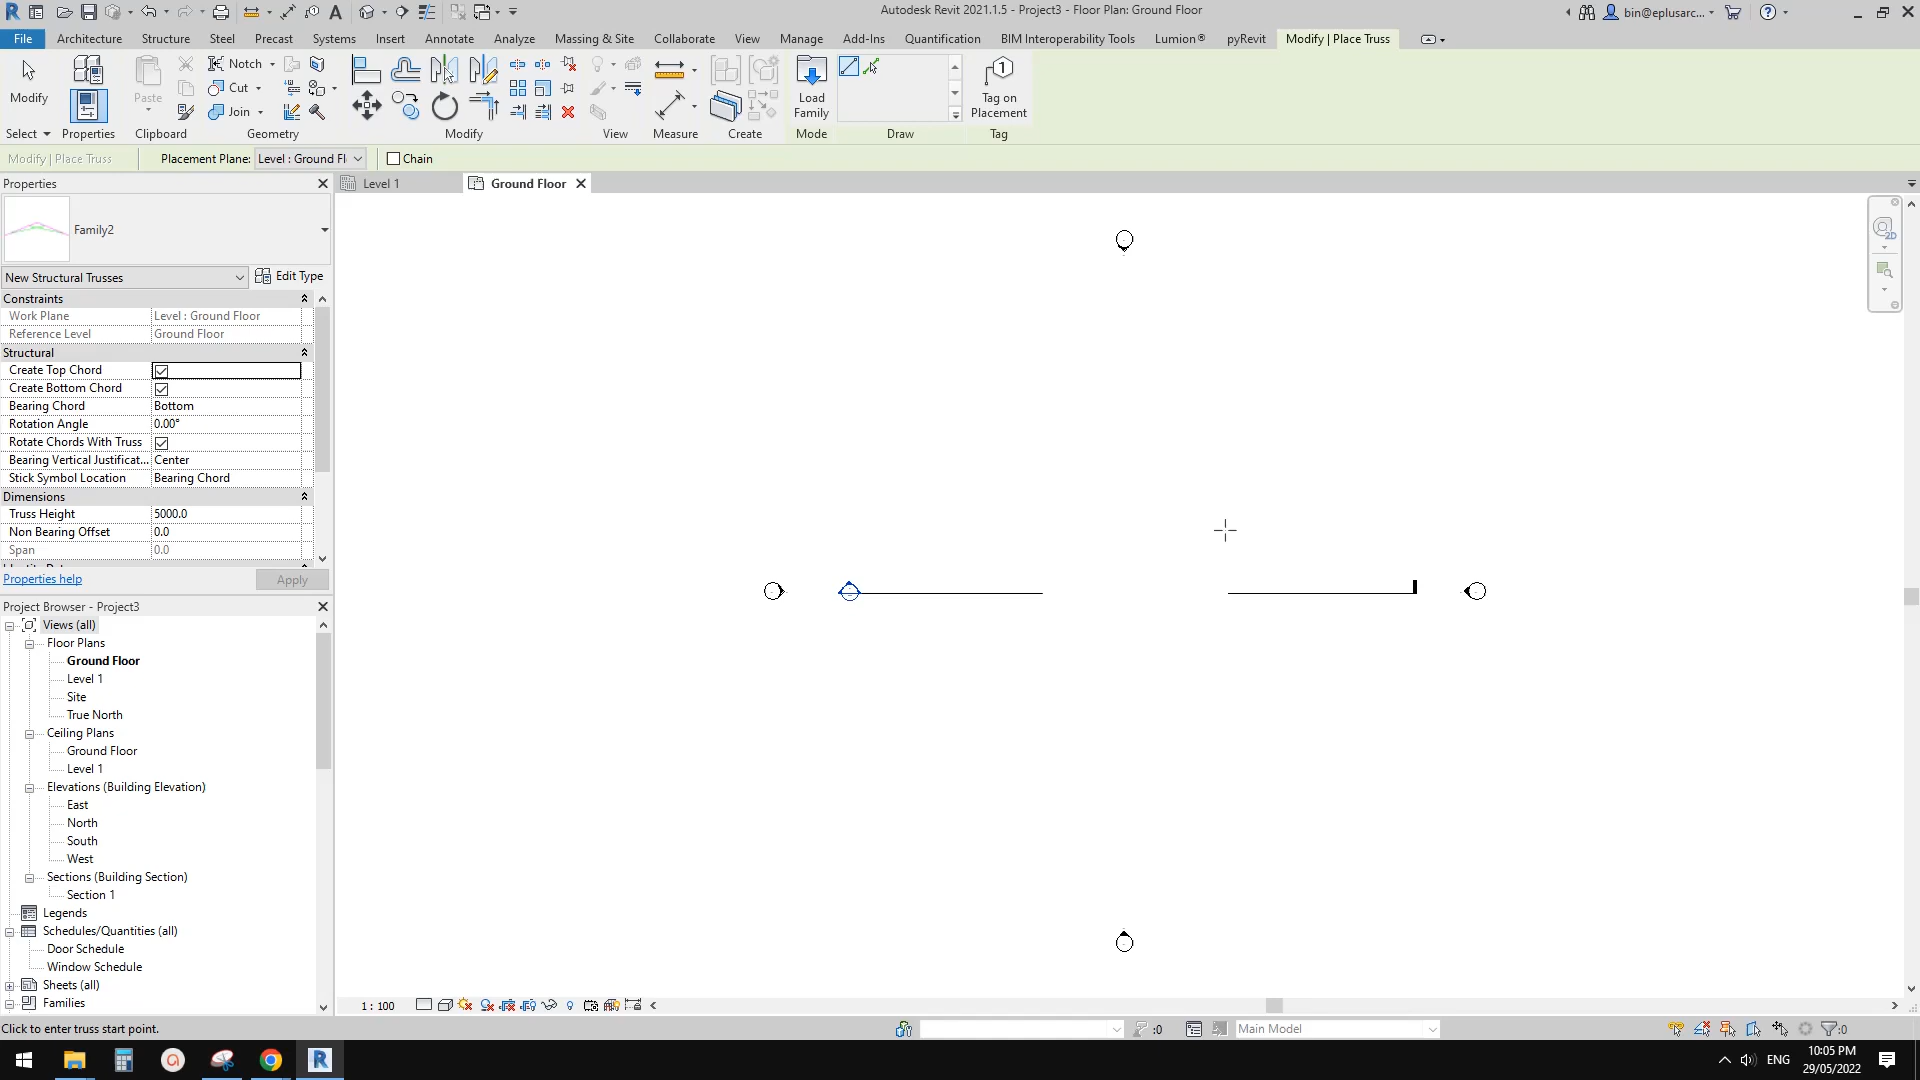 Autodesk Revit 2021.1.5 - Project3 - Floor Plan: Ground Floor
bin@eplusarc...
File Architecture Structure Steel Precast Systems Insert Annotate Analyze Massing & Site Collaborate View Manage Add-Ins Quantification BIM Interoperability Tools Lumion® pyRevit Modify | Place Truss
Modify
Paste
Notch
Cut
Join
Load
Family
1
Tag on
Placement
Select Properties Clipboard Geometry Modify View Measure Create Mode Draw Tag
Modify | Place Truss Placement Plane: Level : Ground Fl Chain
Properties
Level 1
Ground Floor
Family2
New Structural Trusses
Edit Type
Constraints
Work Plane Level : Ground Floor
Reference Level Ground Floor
Structural
Create Top Chord
Create Bottom Chord
Bearing Chord Bottom
Rotation Angle 0.00°
Rotate Chords With Truss
Bearing Vertical Justificat... Center
Stick Symbol Location Bearing Chord
Dimensions
Truss Height 5000.0
Non Bearing Offset 0.0
Span 0.0
Properties help
Apply
Project Browser - Project3
Views (all)
Floor Plans
Ground Floor
Level 1
Site
True North
Ceiling Plans
Ground Floor
Level 1
Elevations (Building Elevation)
East
North
South
West
Sections (Building Section)
Section 1
Legends
Schedules/Quantities (all)
Door Schedule
Window Schedule
Sheets (all)
Families
2D
1 : 100
Click to enter truss start point.
:0
Main Model
:0
ENG
10:05 PM
29/05/2022